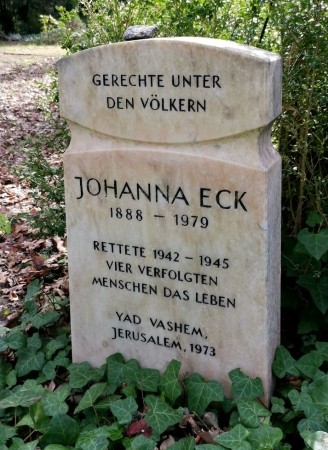 GERECHTE UNTER
DEN VÖLKERN
JOHANNA ECK
1888 - 1979
RETTETE 1942 - 1945
VIER VERFOLGTEN
MENSCHEN DAS LEBEN
YAD VASHEM,
JERUSALEM, 1973